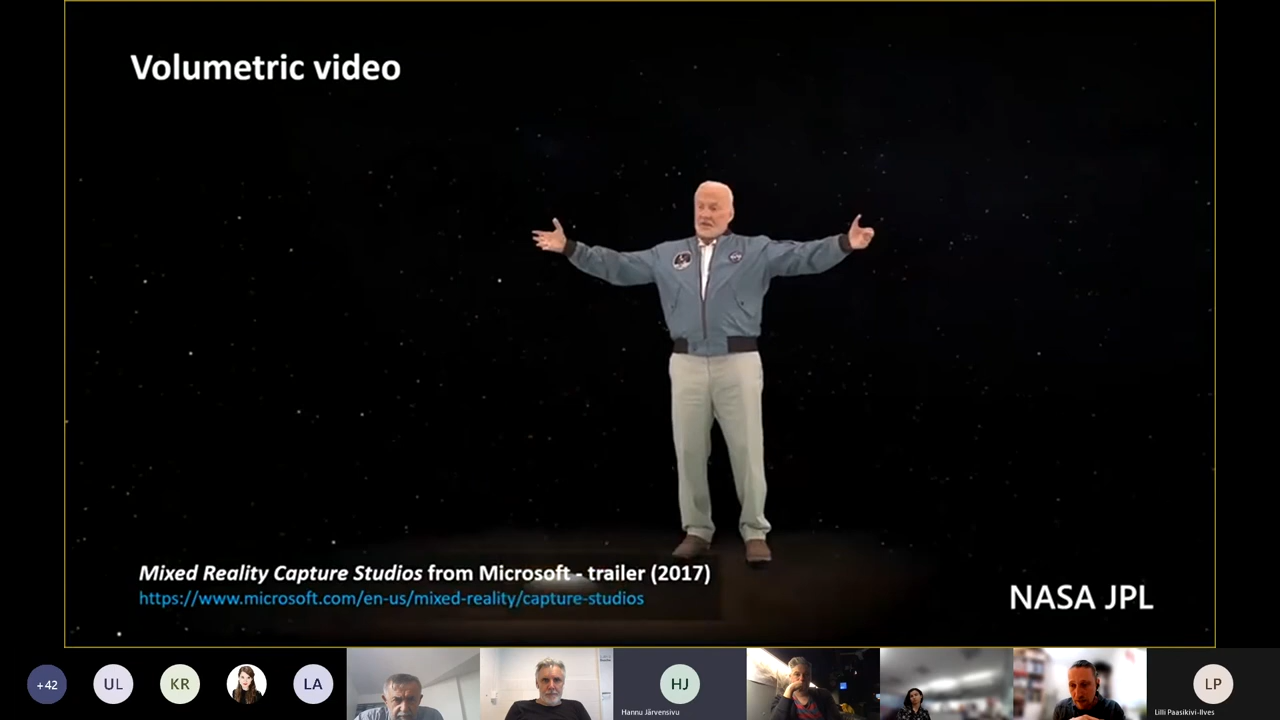 Volumetric video
Mixed Reality Capture Studios from Microsoft - trailer (2017)
https://www.microsoft.com/en-us/mixed-reality/capture-studios
NASA JPL
+42
UL
KR
LA
HJ
Hannu Järvensivu
LP
Lilli Paasikivi-Ilves